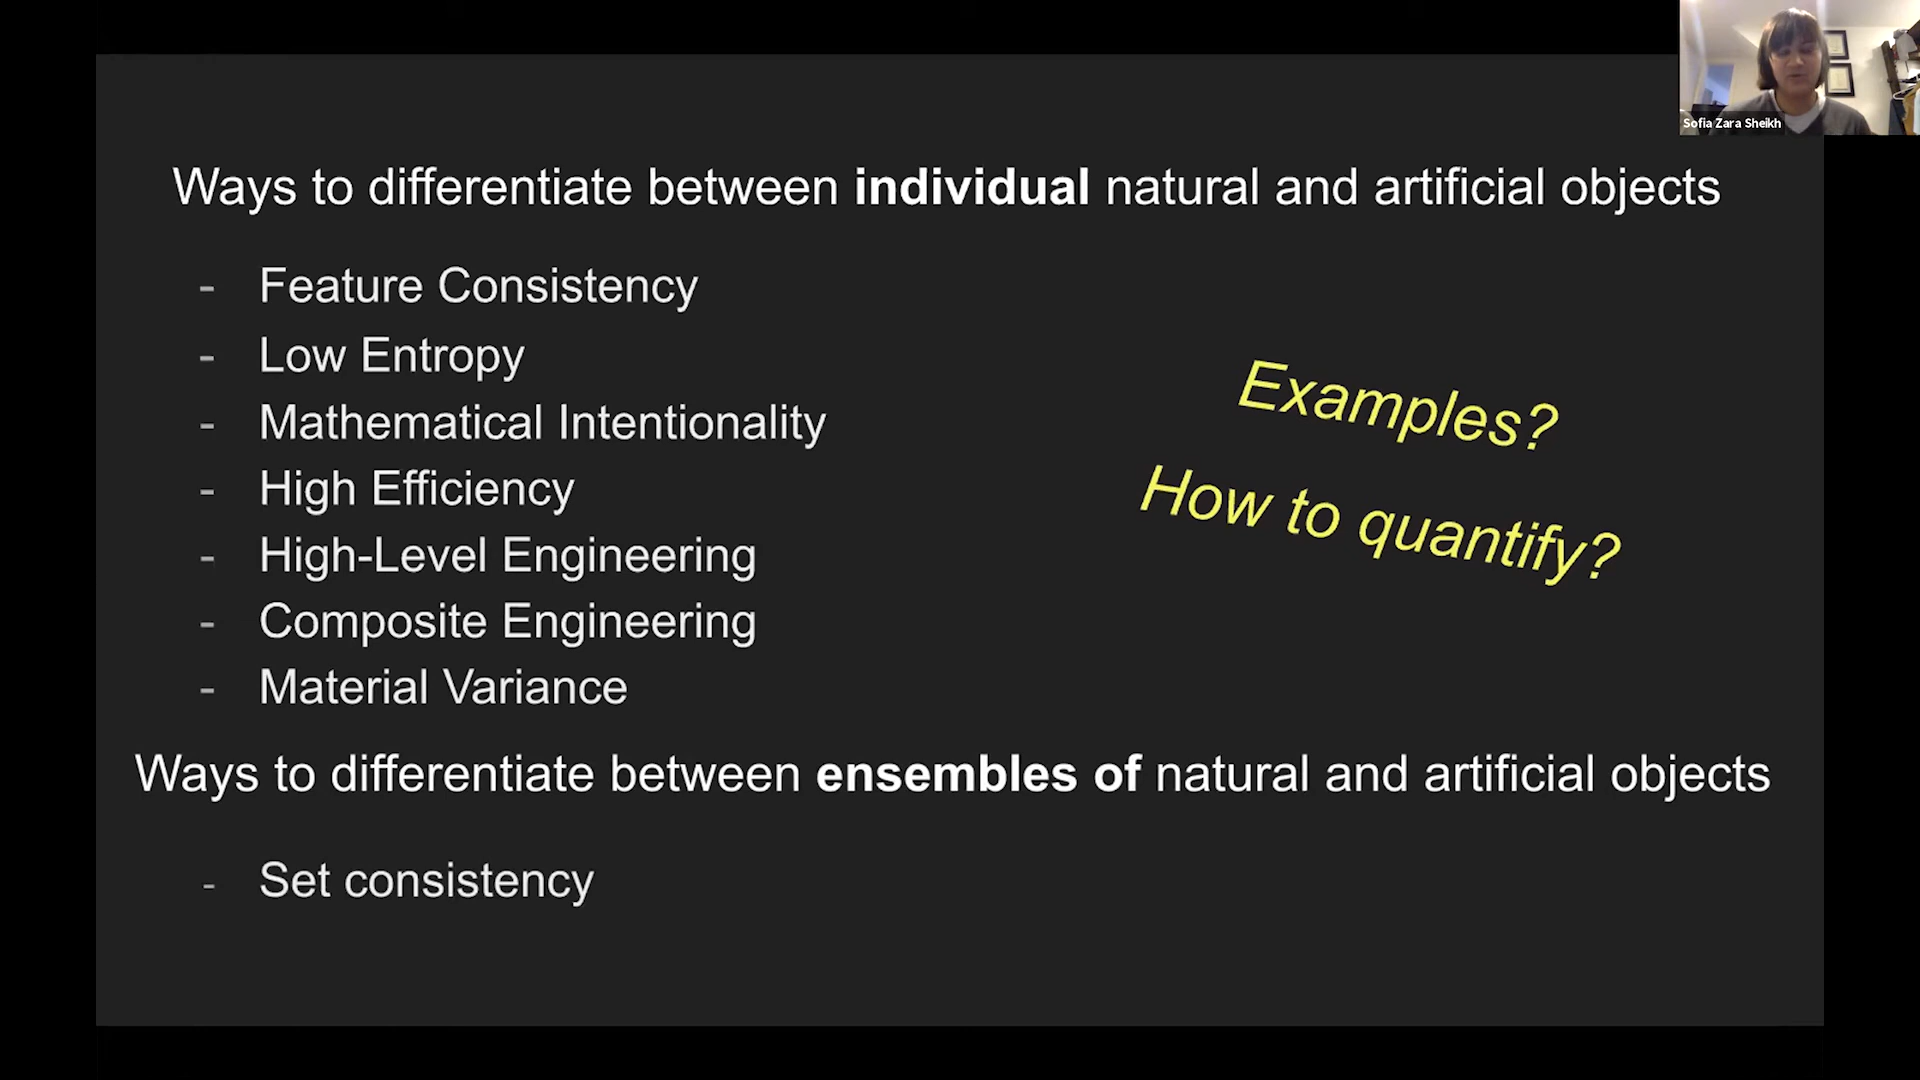 Sofia Zara Sheikh
Ways to differentiate between individual natural and artificial objects
- Feature Consistency
- Low Entropy
- Mathematical Intentionality
- High Efficiency
- High-Level Engineering
- Composite Engineering
- Material Variance
Examples?
How to quantify?
Ways to differentiate between ensembles of natural and artificial objects
- Set consistency